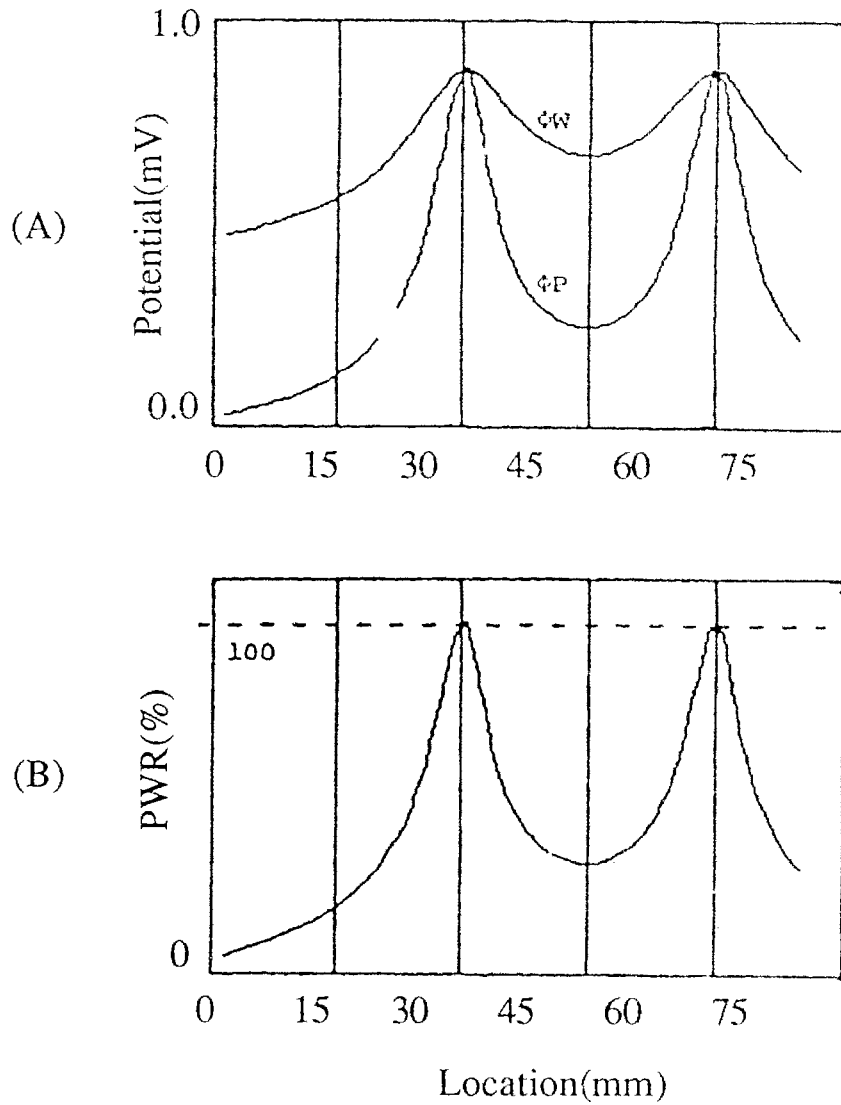 1.0
Potential(mV)
(A)
ΦW
ΦP
0.0
0 15 30 45 60 75
100
PWR(%)
(B)
0
0 15 30 45 60 75
Location(mm)